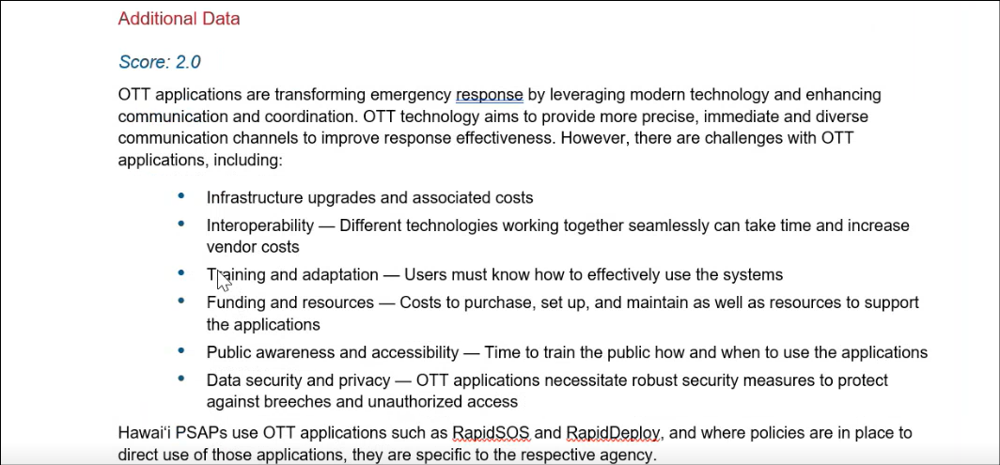 Additional Data
Score: 2.0
OTT applications are transforming emergency response by leveraging modern technology and enhancing
communication and coordination. OTT technology aims to provide more precise, immediate and diverse
communication channels to improve response effectiveness. However, there are challenges with OTT
applications, including:
• Infrastructure upgrades and associated costs
• Interoperability — Different technologies working together seamlessly can take time and increase
vendor costs
• Training and adaptation — Users must know how to effectively use the systems
• Funding and resources — Costs to purchase, set up, and maintain as well as resources to support
the applications
• Public awareness and accessibility — Time to train the public how and when to use the applications
• Data security and privacy — OTT applications necessitate robust security measures to protect
against breeches and unauthorized access
Hawaiʻi PSAPs use OTT applications such as RapidSOS and RapidDeploy, and where policies are in place to
direct use of those applications, they are specific to the respective agency.